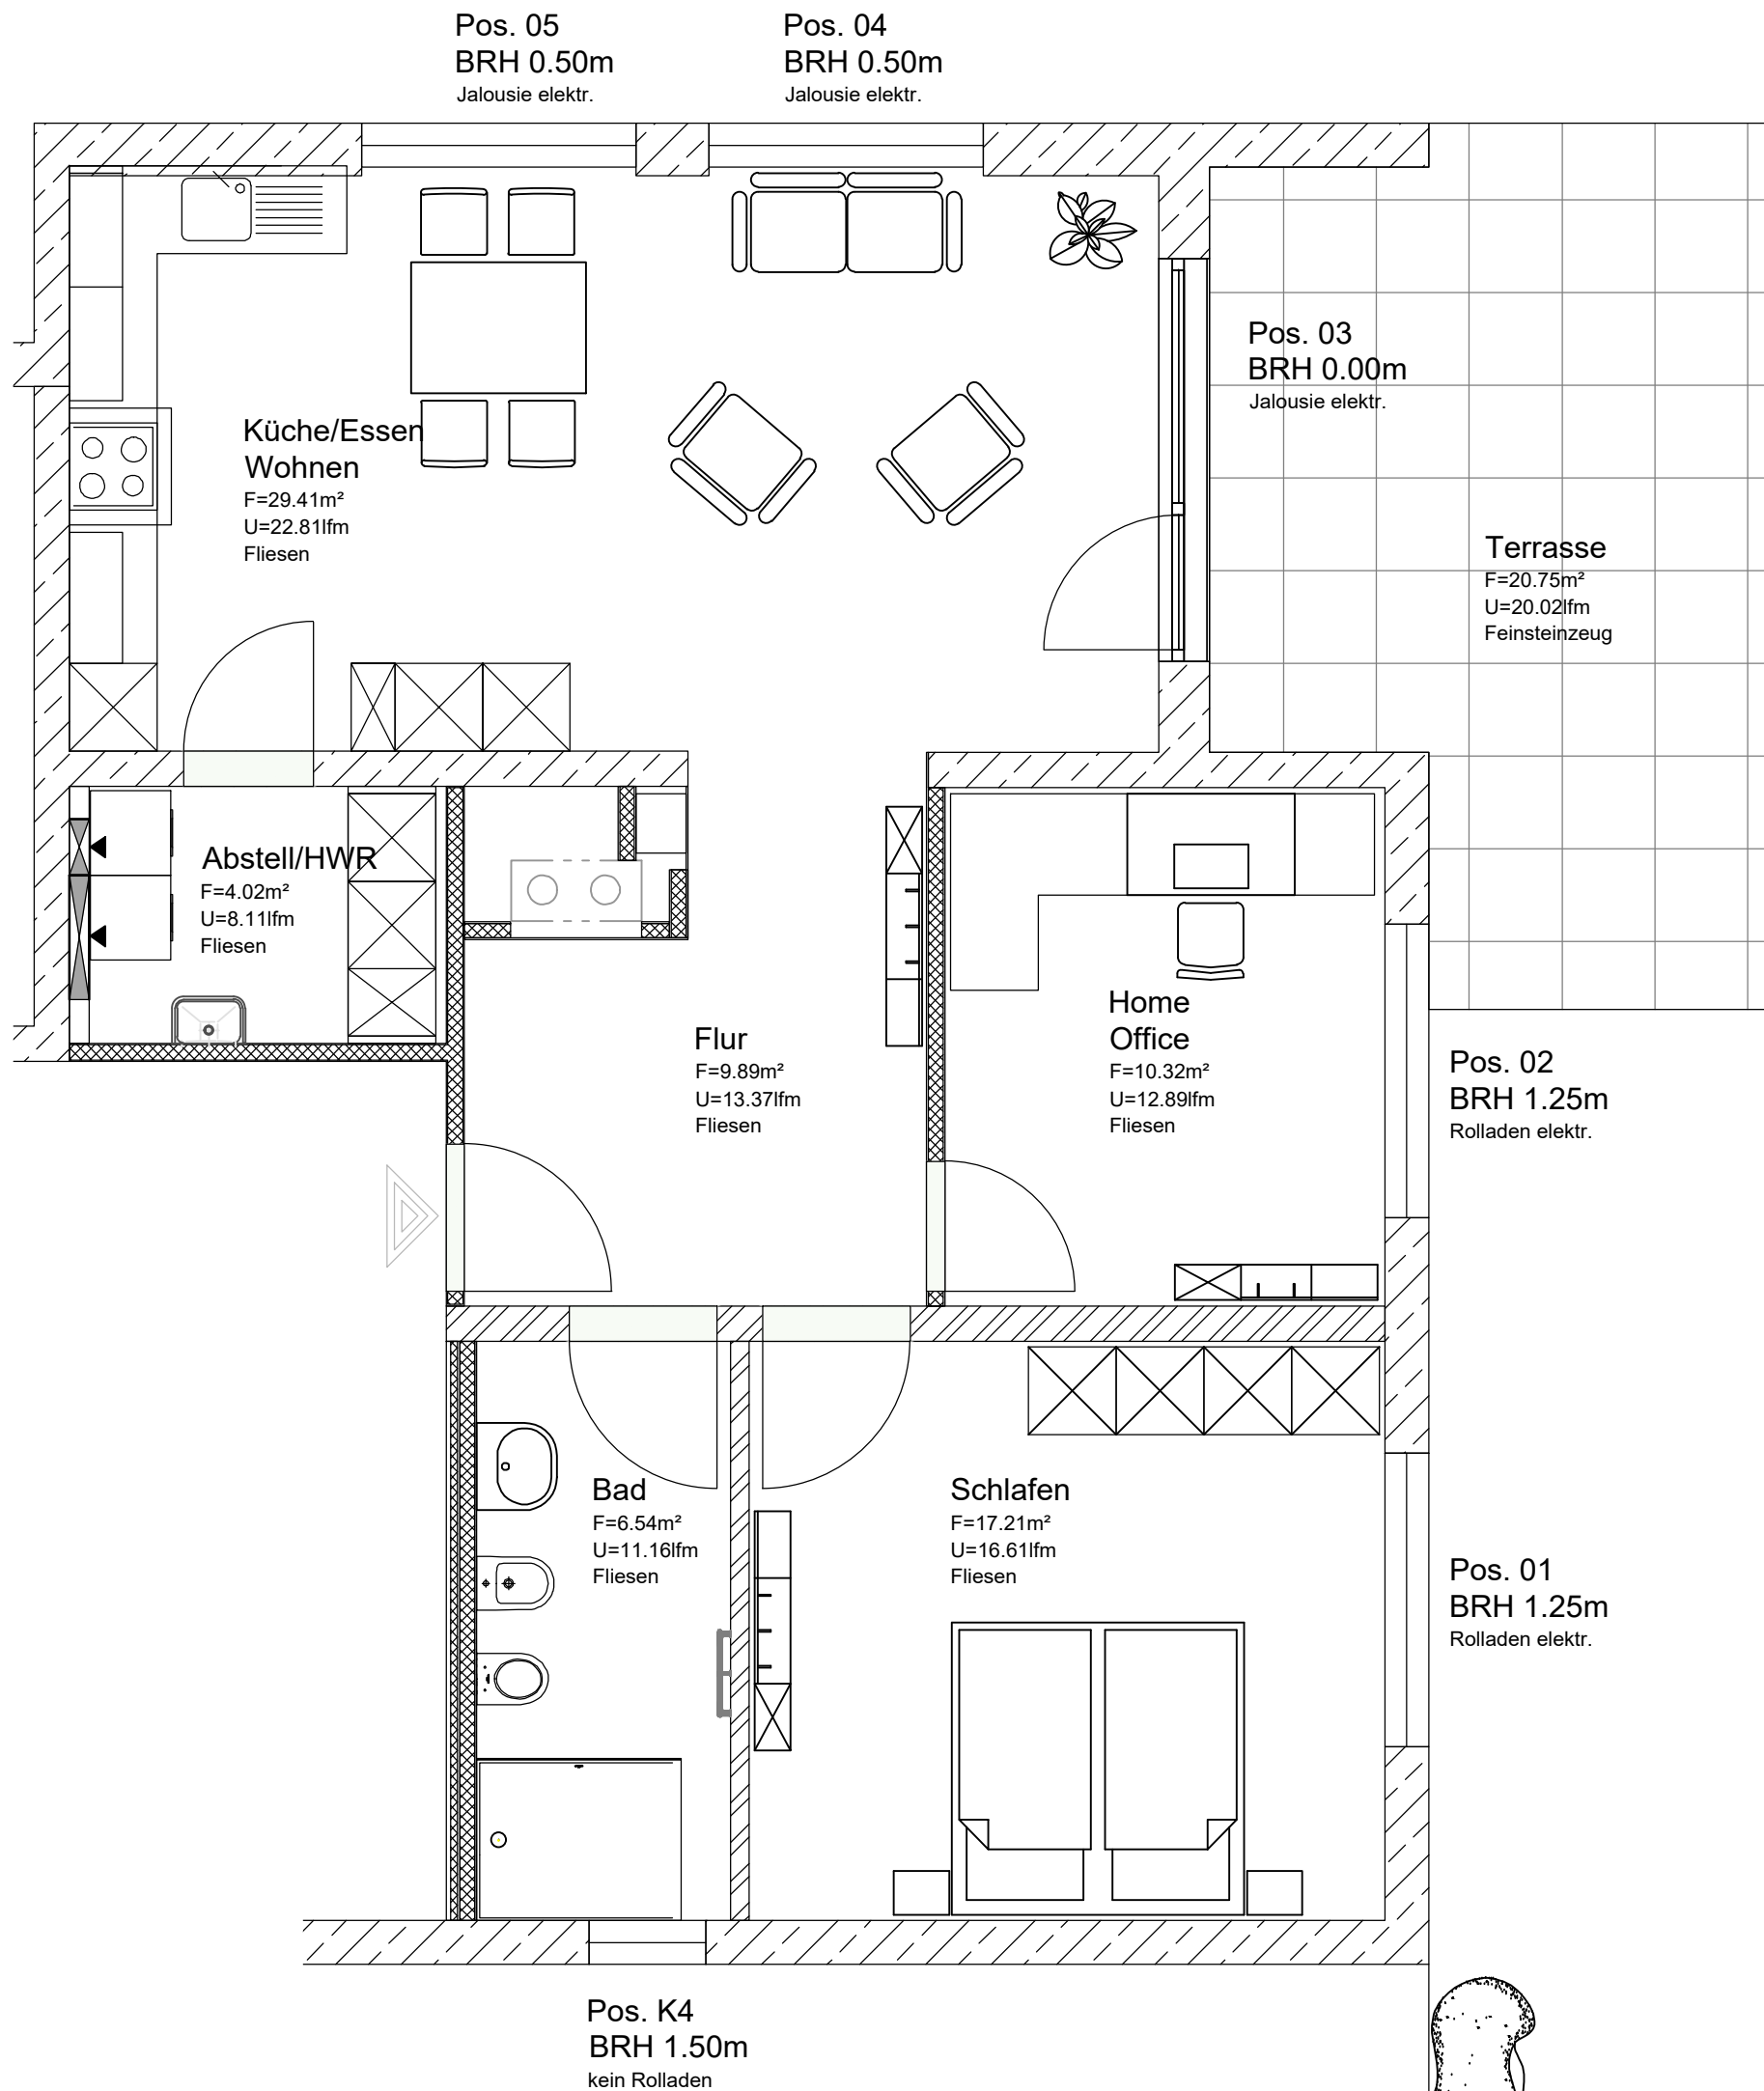 Pos. 05
BRH 0.50m
Jalousie elektr.
Pos. 04
BRH 0.50m
Jalousie elektr.
Pos. 03
BRH 0.00m
Jalousie elektr.
Küche/Essen
Wohnen
F=29.41m²
U=22.81lfm
Fliesen
Terrasse
F=20.75m²
U=20.02lfm
Feinsteinzeug
Abstell/HWR
F=4.02m²
U=8.11lfm
Fliesen
Flur
F=9.89m²
U=13.37lfm
Fliesen
Home
Office
F=10.32m²
U=12.89lfm
Fliesen
Pos. 02
BRH 1.25m
Rolladen elektr.
Bad
F=6.54m²
U=11.16lfm
Fliesen
Schlafen
F=17.21m²
U=16.61lfm
Fliesen
Pos. 01
BRH 1.25m
Rolladen elektr.
Pos. K4
BRH 1.50m
kein Rolladen